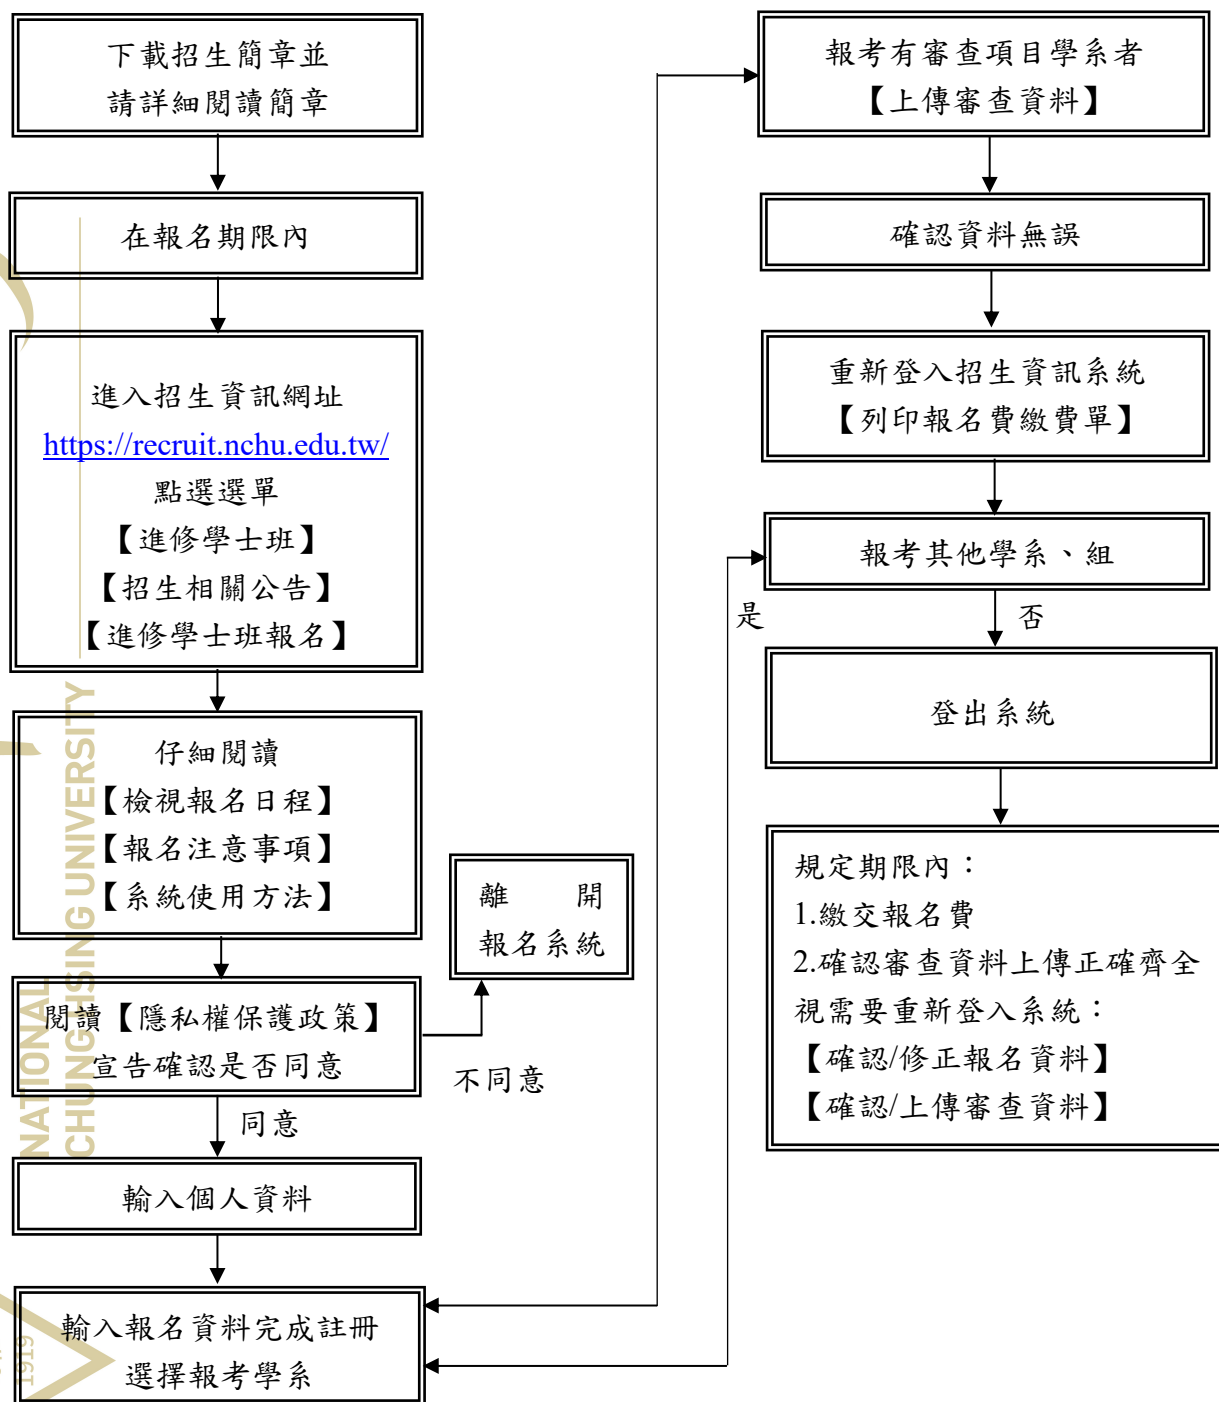 下載招生簡章並
請詳細閱讀簡章
在報名期限內
進入招生資訊網址
https://recruit.nchu.edu.tw/
點選選單
【進修學士班】
【招生相關公告】
【進修學士班報名】
仔細閱讀
【檢視報名日程】
【報名注意事項】
【系統使用方法】
閱讀【隱私權保護政策】
宣告確認是否同意
不同意
離 開
報名系統
同意
輸入個人資料
輸入報名資料完成註冊
選擇報考學系
報考有審查項目學系者
【上傳審查資料】
確認資料無誤
重新登入招生資訊系統
【列印報名費繳費單】
報考其他學系、組
是
否
登出系統
規定期限內：
1.繳交報名費
2.確認審查資料上傳正確齊全
視需要重新登入系統：
【確認/修正報名資料】
【確認/上傳審查資料】
NATIONAL
CHUNG HSING UNIVERSITY
1919